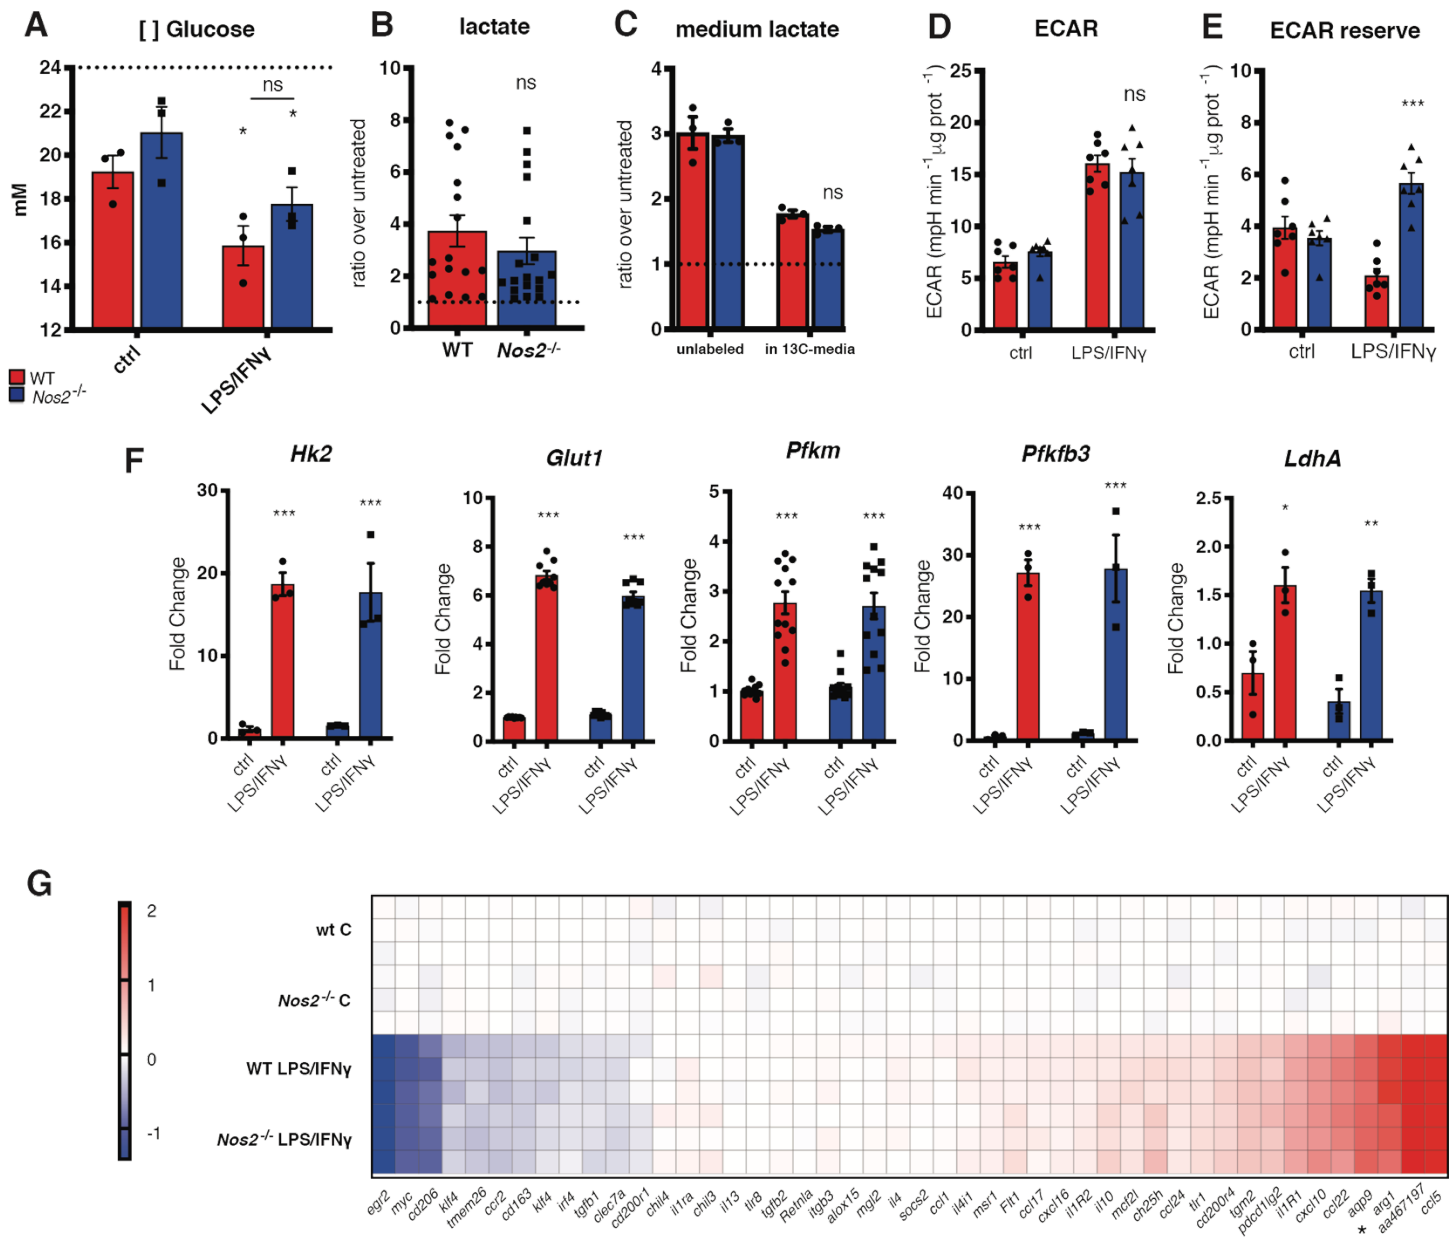 A
[ ] Glucose
24
22
20
18
16
14
12
mM
ns
*
*
ctrl
LPS/IFNγ
WT
Nos2-/-
B
lactate
10
8
6
4
2
0
ratio over untreated
ns
WT
Nos2-/-
C
medium lactate
4
3
2
1
0
ratio over untreated
ns
unlabeled
in 13C-media
D
ECAR
25
20
15
10
5
0
ECAR (mpH min -1 µg prot -1)
ns
ctrl
LPS/IFNγ
E
ECAR reserve
10
8
6
4
2
0
ECAR (mpH min -1 µg prot -1)
***
ctrl
LPS/IFNγ
F
Hk2
30
20
10
0
Fold Change
***
***
ctrl
LPS/IFNγ
ctrl
LPS/IFNγ
Glut1
10
8
6
4
2
0
Fold Change
***
***
ctrl
LPS/IFNγ
ctrl
LPS/IFNγ
Pfkm
5
4
3
2
1
0
Fold Change
***
***
ctrl
LPS/IFNγ
ctrl
LPS/IFNγ
Pfkfb3
40
30
20
10
0
Fold Change
***
***
ctrl
LPS/IFNγ
ctrl
LPS/IFNγ
LdhA
2.5
2.0
1.5
1.0
0.5
0.0
Fold Change
*
**
ctrl
LPS/IFNγ
ctrl
LPS/IFNγ
G
2
1
0
-1
wt C
Nos2-/- C
WT LPS/IFNγ
Nos2-/- LPS/IFNγ
egr2
myc
cd206
klf4
tmem26
ccr2
cd163
klf4
irf4
tgfb1
clec7a
cd200r1
chil4
il1ra
chil3
il13
tlr8
tgfb2
Retnla
itgb3
alox15
mgl2
il4
socs2
ccl1
il4i1
msr1
Flt1
ccl17
cxcl16
il1R2
il10
mcf2l
ch25h
ccl24
tlr1
cd200r4
tgm2
pdcd1lg2
il1R1
cxcl10
ccl22
aqp9
*
arg1
aa467197
ccl5